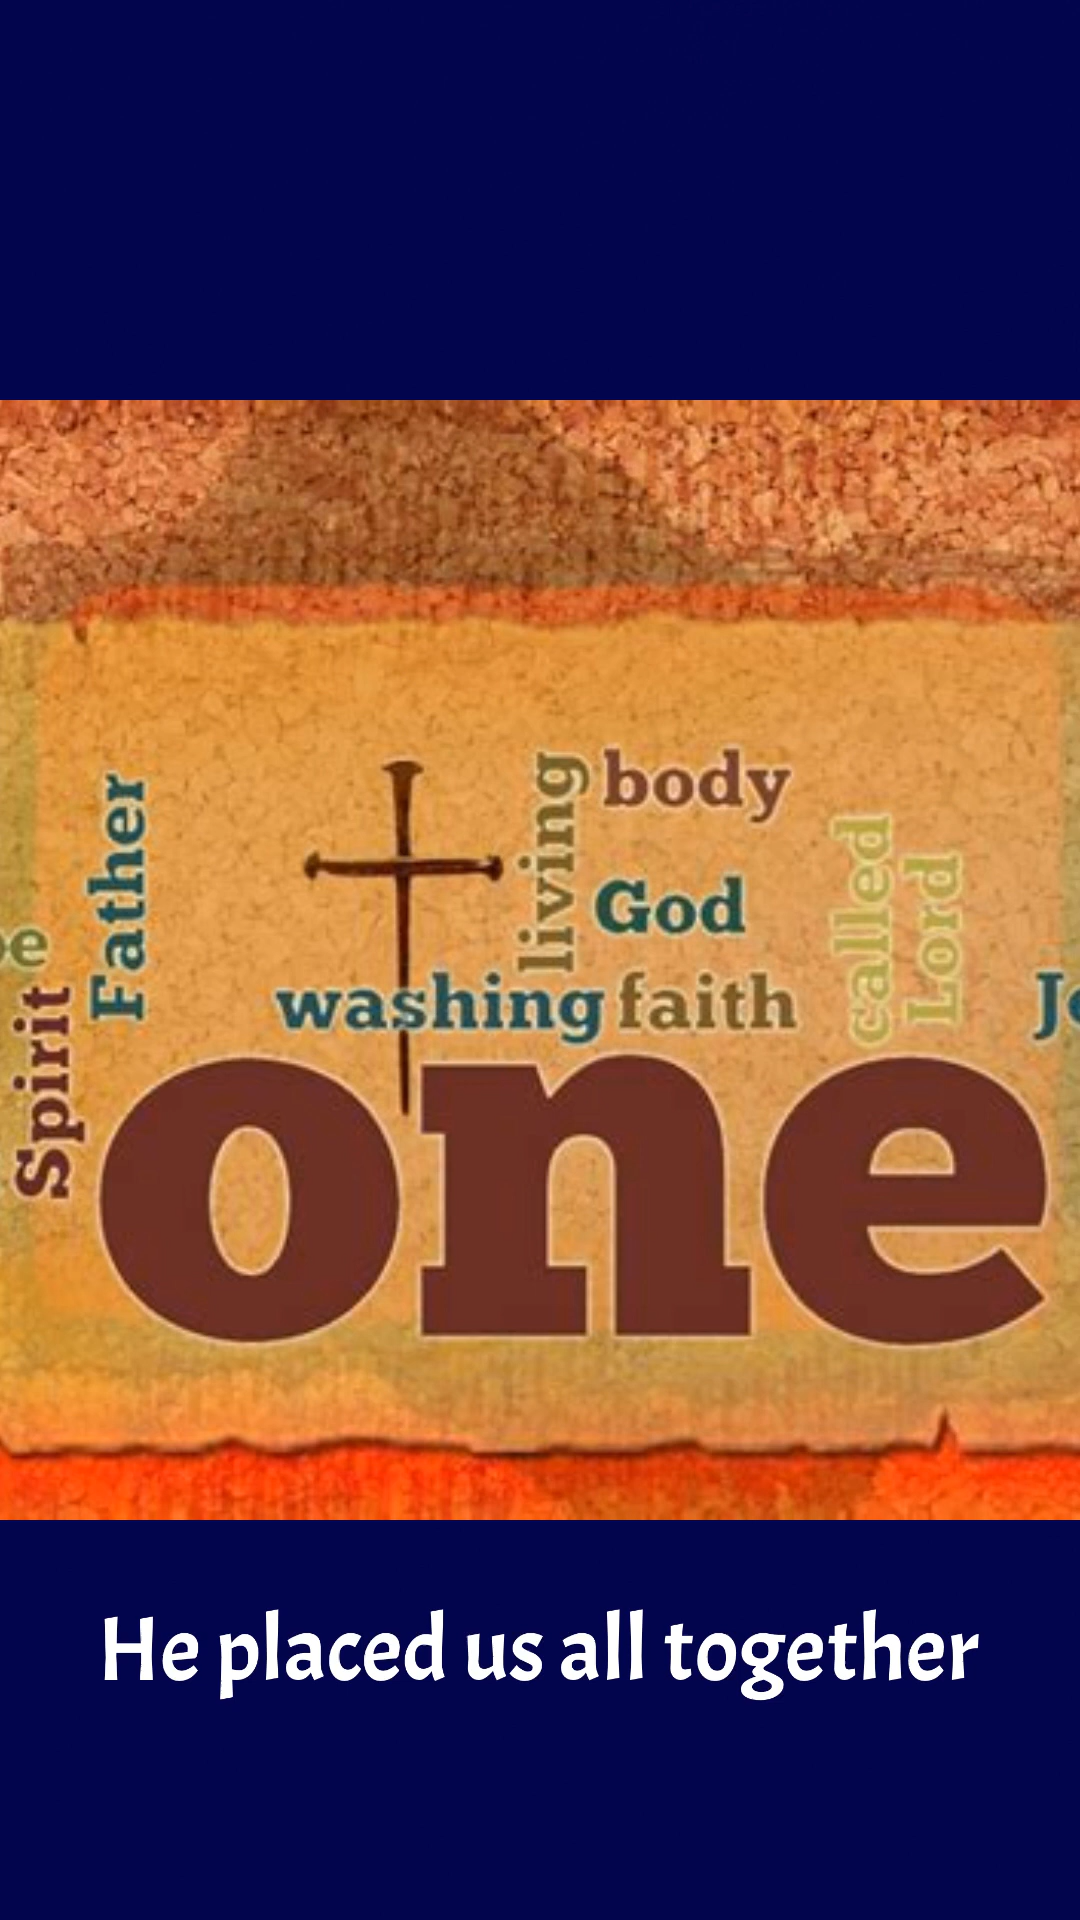 body
living
Father
called
God
Lord
washing faith
Spirit
one
He placed us all together